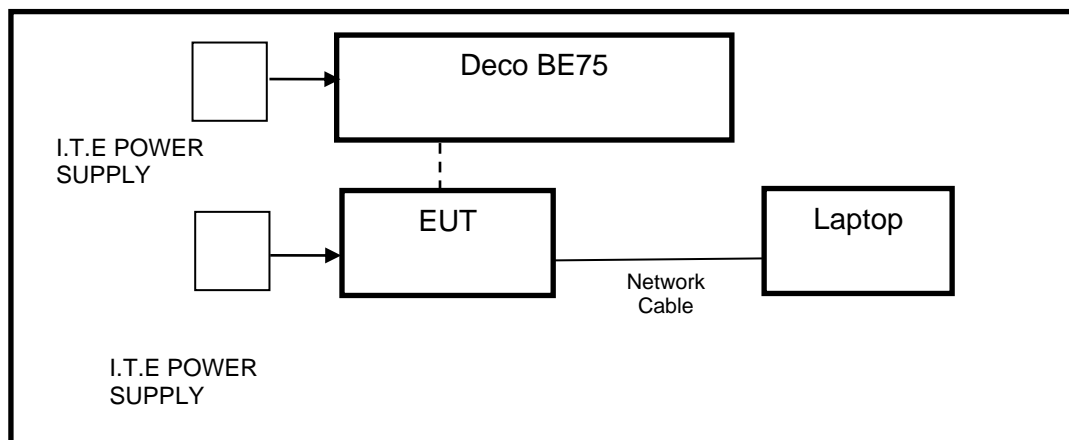 Deco BE75
I.T.E POWER
SUPPLY
EUT
Laptop
Network
Cable
I.T.E POWER
SUPPLY